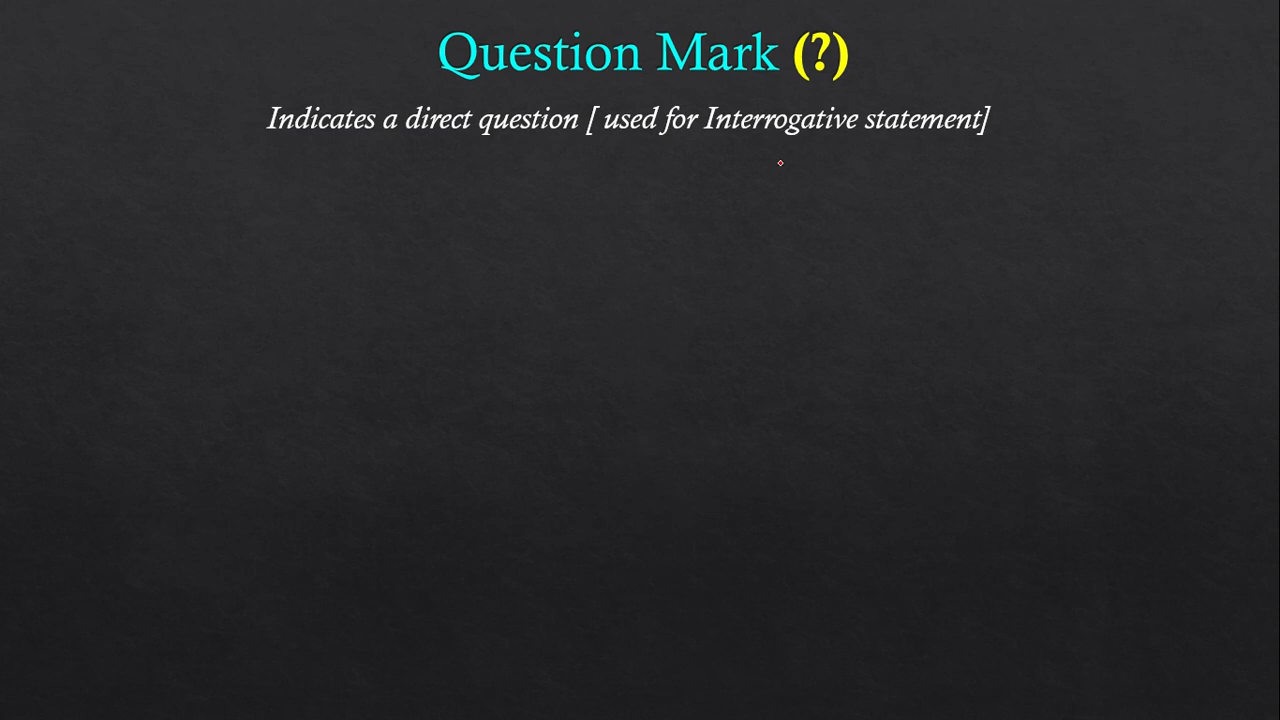 Question Mark (?)
Indicates a direct question [ used for Interrogative statement]